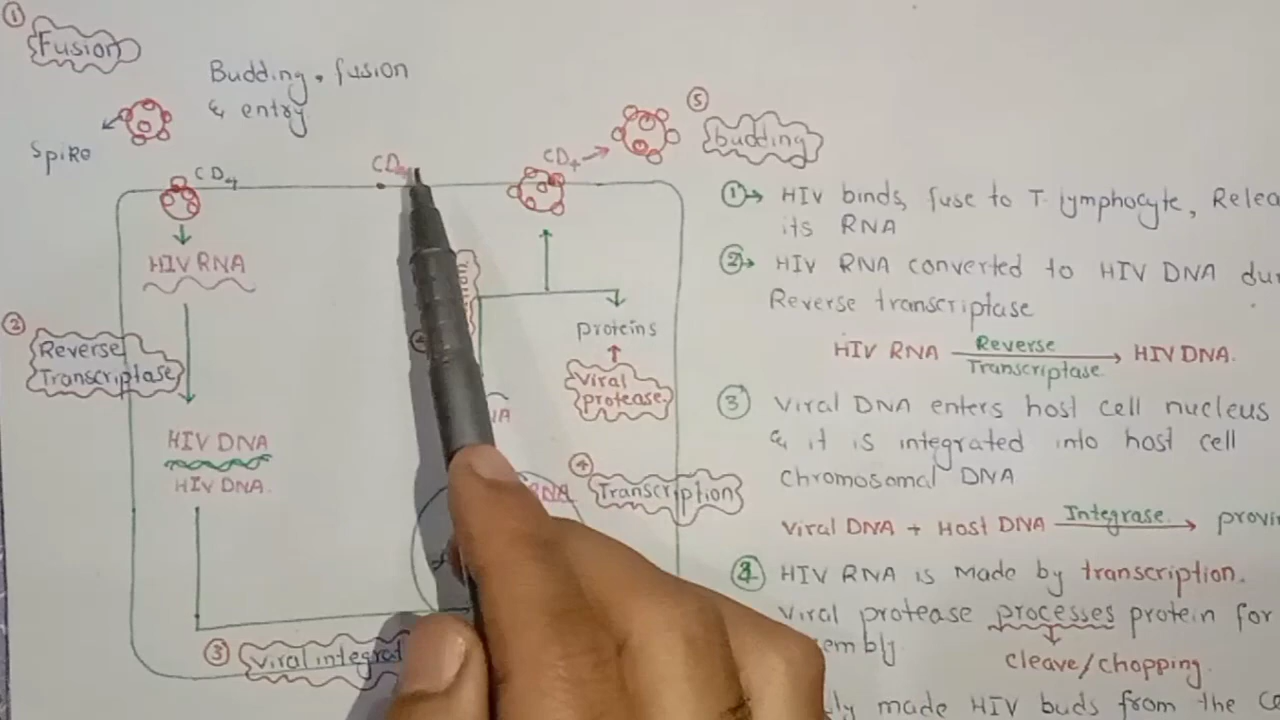 ①
Fusion
Budding, fusion
& entry
Spike
CD4
CD4
CD4
⑤
budding
HIV RNA
②
Reverse
Transcriptase
HIV DNA
HIV DNA.
proteins
Viral
protease.
④
Transcription
RNA
③ Viral integrat
①→ HIV binds, fuse to T lymphocyte, Relea
its RNA
②→ HIV RNA converted to HIV DNA du
Reverse transcriptase
HIV RNA Reverse Transcriptase → HIV DNA.
③ Viral DNA enters host cell nucleus
& it is integrated into host cell
chromosomal DNA
Viral DNA + Host DNA Integrase → provir
HIV RNA is made by transcription.
Viral protease processes protein for
embly
cleave/chopping.
ly made HIV buds from the